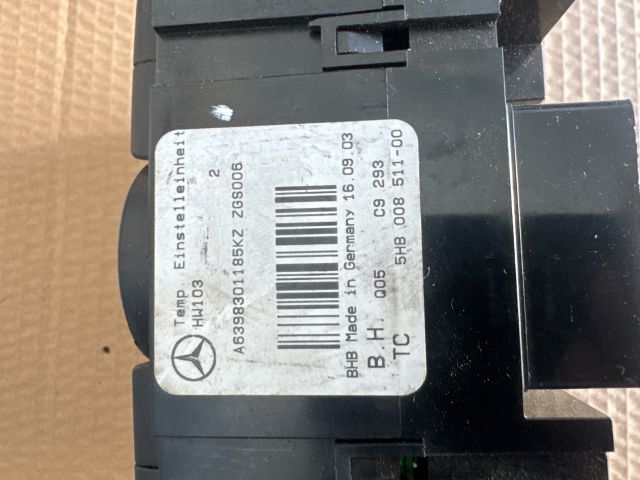 Temp. Einstelleinheit
HW103 2
A6398301185KZ ZGS006
BHB Made in Germany 16.09.03
B.H. Q05 C9 293
TC 5HB 008 511-00